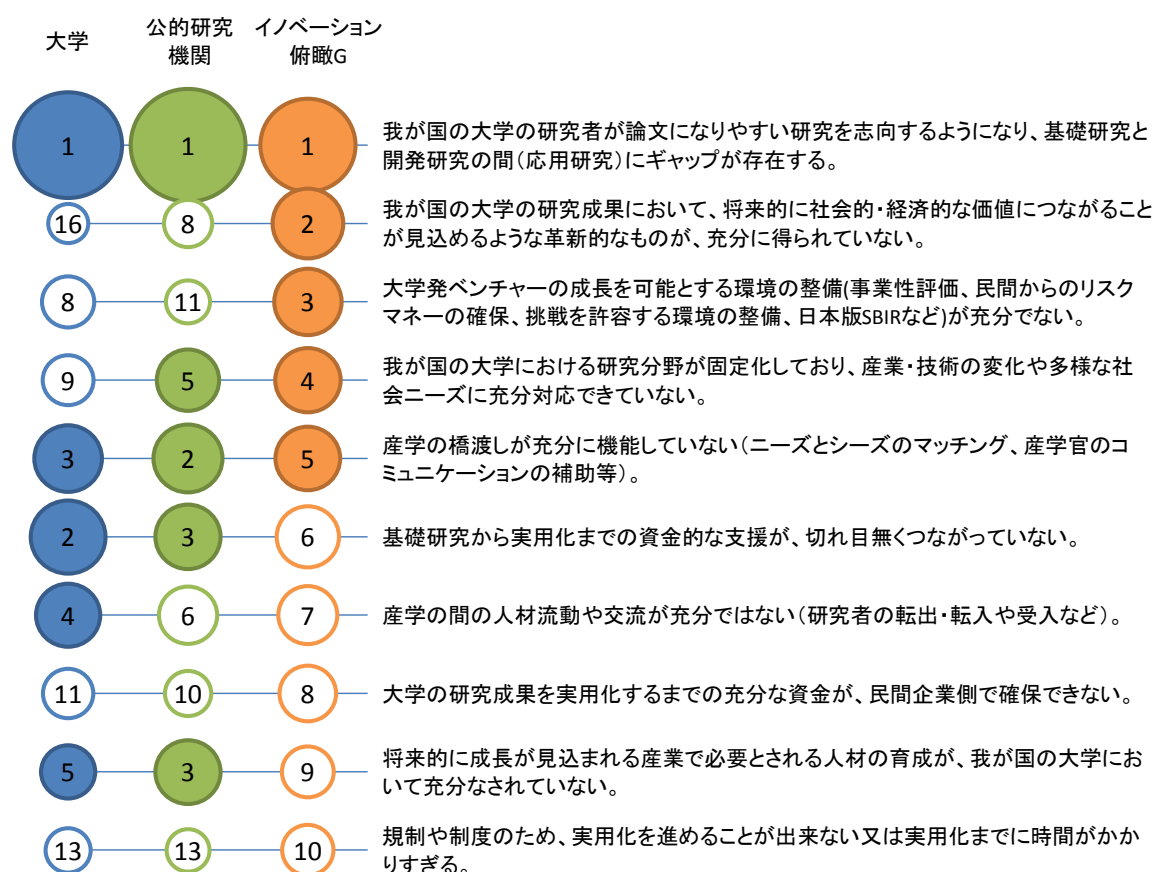 大学
公的研究
機関
イノベーション
俯瞰G
1
1
1
我が国の大学の研究者が論文になりやすい研究を志向するようになり、基礎研究と
開発研究の間(応用研究)にギャップが存在する。
16
8
2
我が国の大学の研究成果において、将来的に社会的・経済的な価値につながること
が見込めるような革新的なものが、充分に得られていない。
8
11
3
大学発ベンチャーの成長を可能とする環境の整備(事業性評価、民間からのリスク
マネーの確保、挑戦を許容する環境の整備、日本版SBIRなど)が充分でない。
9
5
4
我が国の大学における研究分野が固定化しており、産業・技術の変化や多様な社
会ニーズに充分対応できていない。
3
2
5
産学の橋渡しが充分に機能していない(ニーズとシーズのマッチング、産学官のコ
ミュニケーションの補助等)。
2
3
6
基礎研究から実用化までの資金的な支援が、切れ目無くつながっていない。
4
6
7
産学の間の人材流動や交流が充分ではない(研究者の転出・転入や受入など)。
11
10
8
大学の研究成果を実用化するまでの充分な資金が、民間企業側で確保できない。
5
3
9
将来的に成長が見込まれる産業で必要とされる人材の育成が、我が国の大学にお
いて充分なされていない。
13
13
10
規制や制度のため、実用化を進めることが出来ない又は実用化までに時間がかか
りすぎる。